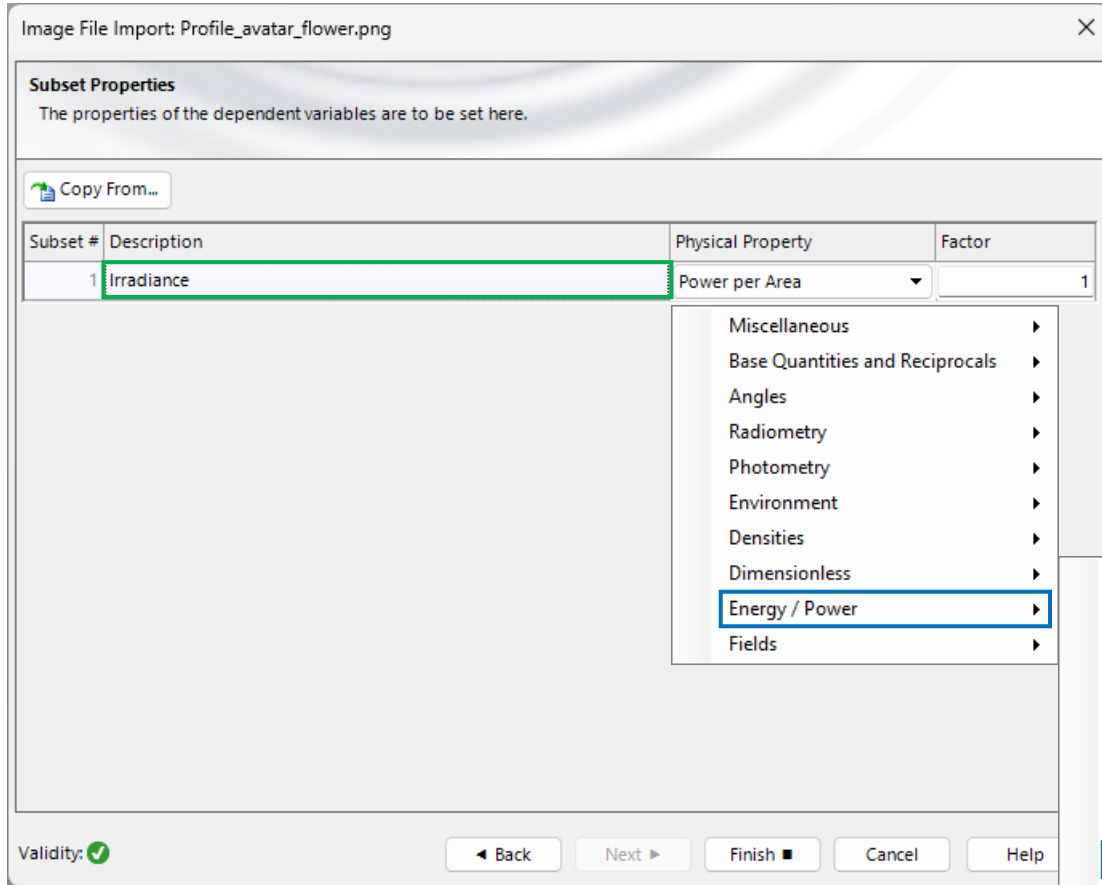 Image File Import: Profile_avatar_flower.png
Subset Properties
The properties of the dependent variables are to be set here.
Copy From...
Subset # Description Physical Property Factor
1 Irradiance Power per Area 1
Miscellaneous
Base Quantities and Reciprocals
Angles
Radiometry
Photometry
Environment
Densities
Dimensionless
Energy / Power
Fields
Validity: Back Next Finish Cancel Help